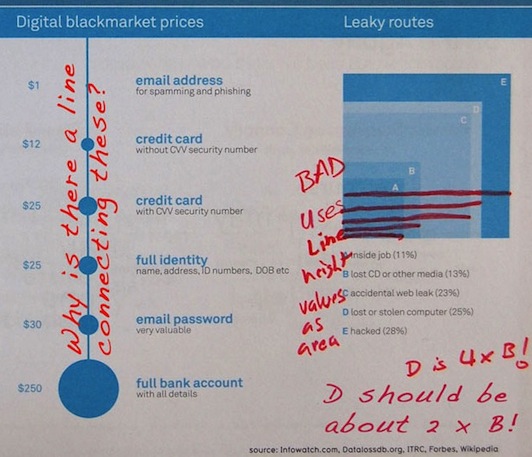 Digital blackmarket prices
Leaky routes
Why is there a line
connecting these?
$1
email address
for spamming and phishing
$12
credit card
without CVV security number
$25
credit card
with CVV security number
$25
full identity
name, address, ID numbers, DOB etc
$30
email password
very valuable
$250
full bank account
with all details
E
D
C
B
A
BAD
uses
Line
height
values
as
area
A inside job (11%)
B lost CD or other media (13%)
C accidental web leak (23%)
D lost or stolen computer (25%)
E hacked (28%)
D is 4x B!
D should be
about 2 x B!
source: Infowatch.com, Datalossdb.org, ITRC, Forbes, Wikipedia